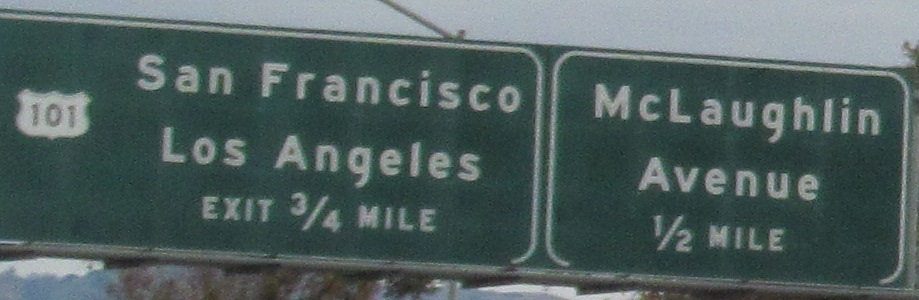 101
San Francisco
Los Angeles
EXIT 3/4 MILE
McLaughlin
Avenue
1/2 MILE